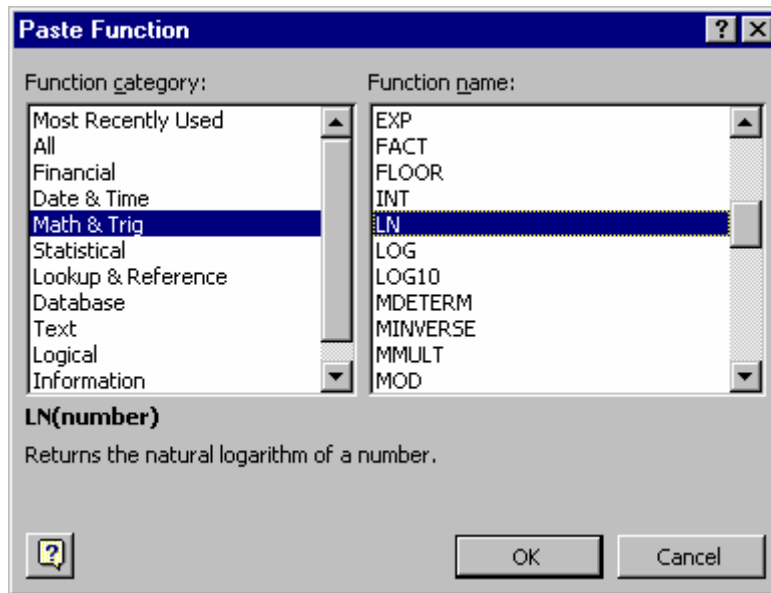 Paste Function
Function category:
Most Recently Used
All
Financial
Date & Time
Math & Trig
Statistical
Lookup & Reference
Database
Text
Logical
Information
Function name:
EXP
FACT
FLOOR
INT
LN
LOG
LOG10
MDETERM
MINVERSE
MMULT
MOD
LN(number)
Returns the natural logarithm of a number.
OK
Cancel